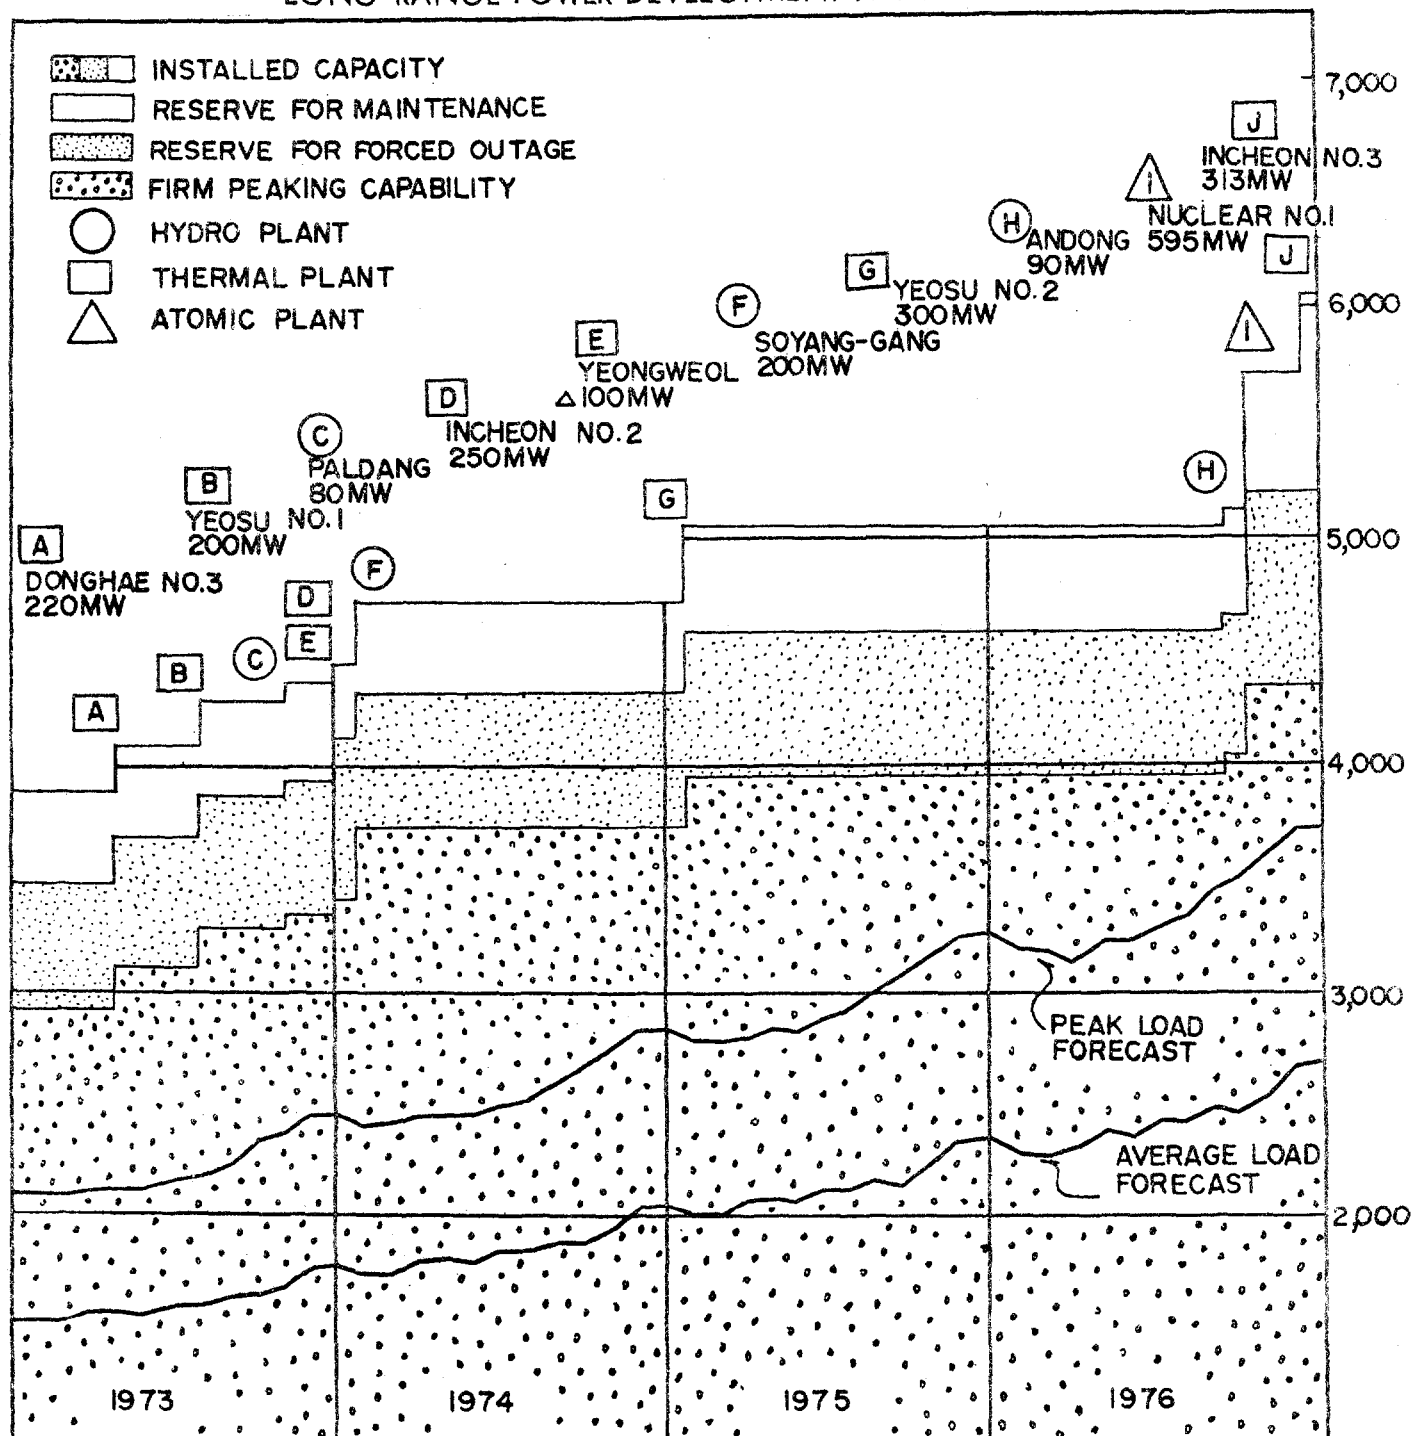 INSTALLED CAPACITY
RESERVE FOR MAINTENANCE
RESERVE FOR FORCED OUTAGE
FIRM PEAKING CAPABILITY
HYDRO PLANT
THERMAL PLANT
ATOMIC PLANT
7,000
J
INCHEON NO.3
313MW
I
NUCLEAR NO.1
595MW
H
ANDONG
90MW
J
G
YEOSU NO.2
300MW
6,000
F
SOYANG-GANG
200MW
I
E
YEONGWEOL
△100MW
D
INCHEON NO.2
250MW
C
PALDANG
80MW
B
YEOSU NO.1
200MW
A
DONGHAE NO.3
220MW
H
G
5,000
F
D
E
C
B
A
4,000
3,000
PEAK LOAD
FORECAST
AVERAGE LOAD
FORECAST
2,000
1973
1974
1975
1976